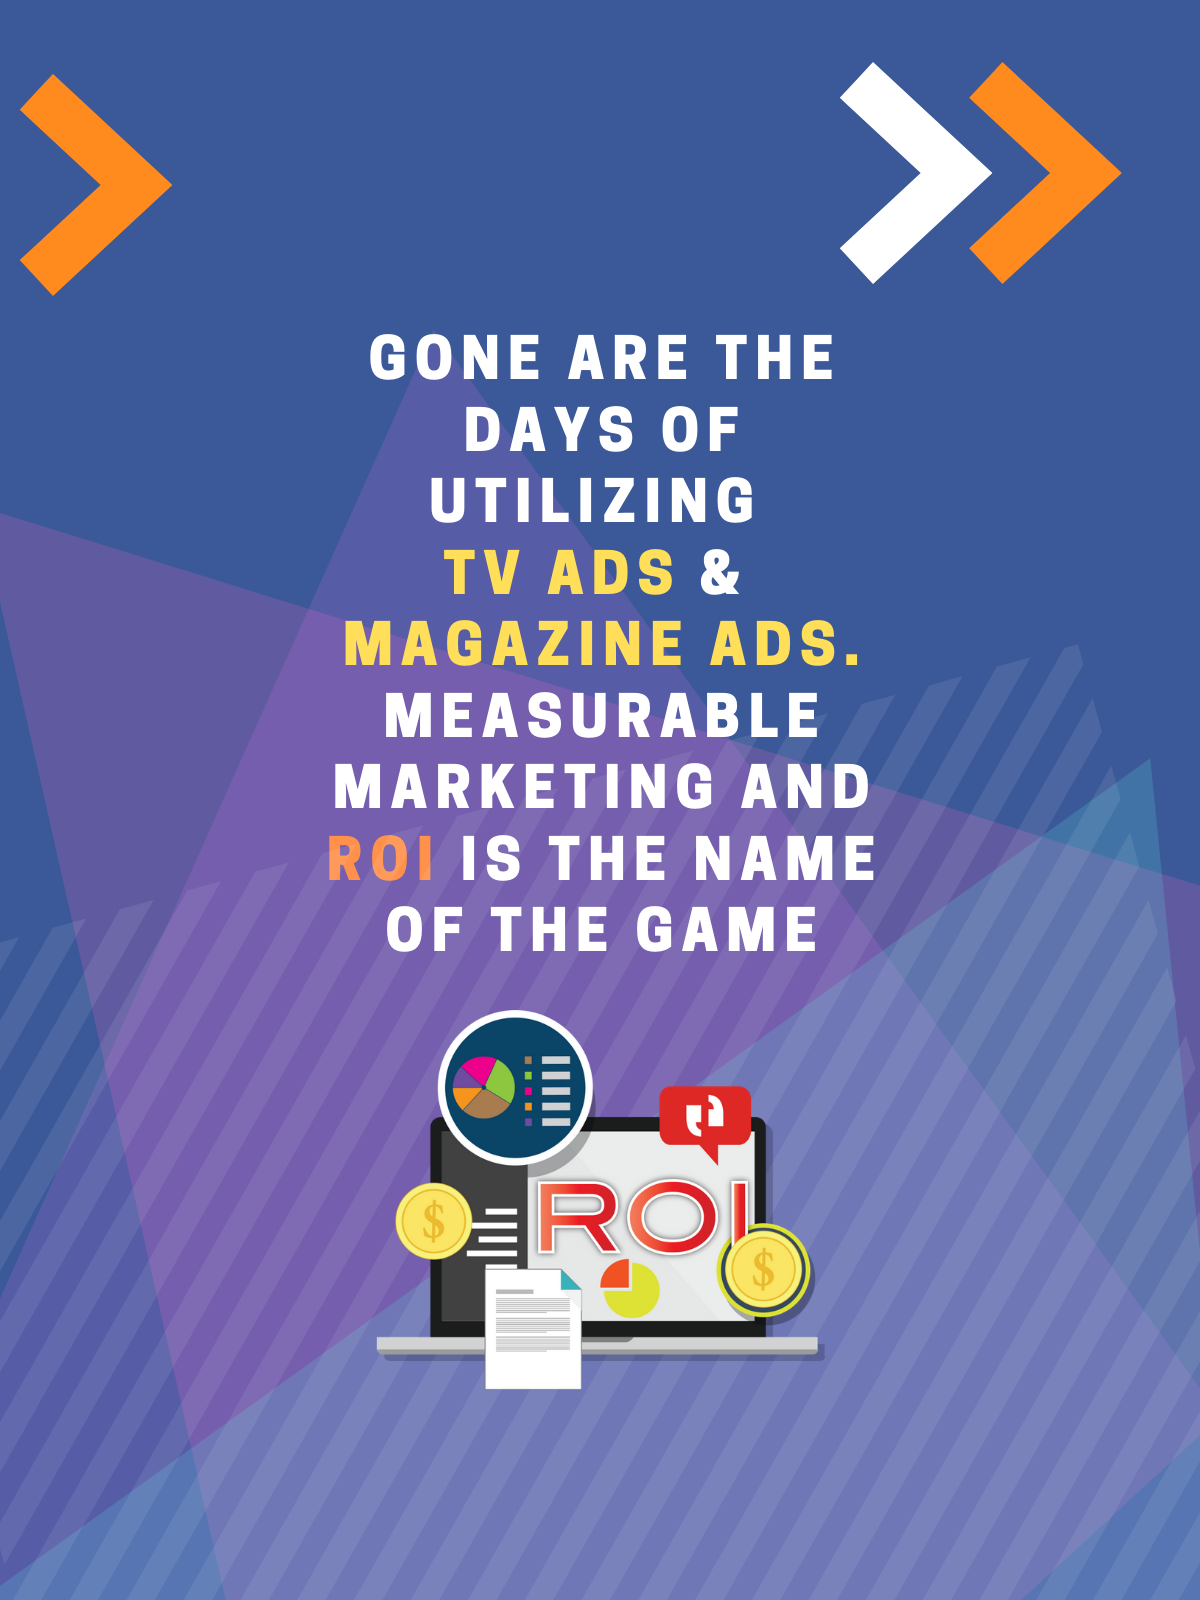 GONE ARE THE
DAYS OF
UTILIZING
TV ADS &
MAGAZINE ADS.
MEASURABLE
MARKETING AND
ROI IS THE NAME
OF THE GAME
ROI
$
$